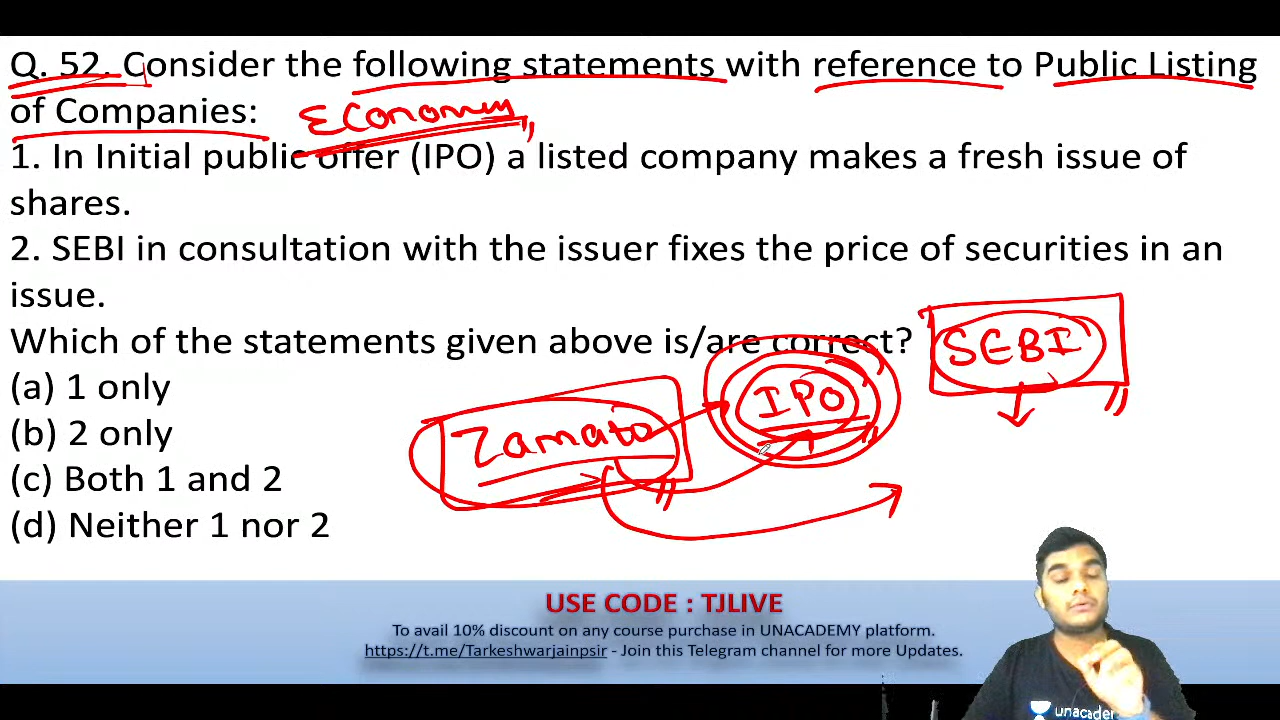 Q. 52. Consider the following statements with reference to Public Listing
of Companies:
Economy
1. In Initial public offer (IPO) a listed company makes a fresh issue of
shares.
2. SEBI in consultation with the issuer fixes the price of securities in an
issue.
Which of the statements given above is/are correct?
SEBI
(a) 1 only
IPO
(b) 2 only
Zamato
(c) Both 1 and 2
(d) Neither 1 nor 2
USE CODE : TJLIVE
To avail 10% discount on any course purchase in UNACADEMY platform.
https://t.me/Tarkeshwarjainpsir - Join this Telegram channel for more Updates.
unacadem